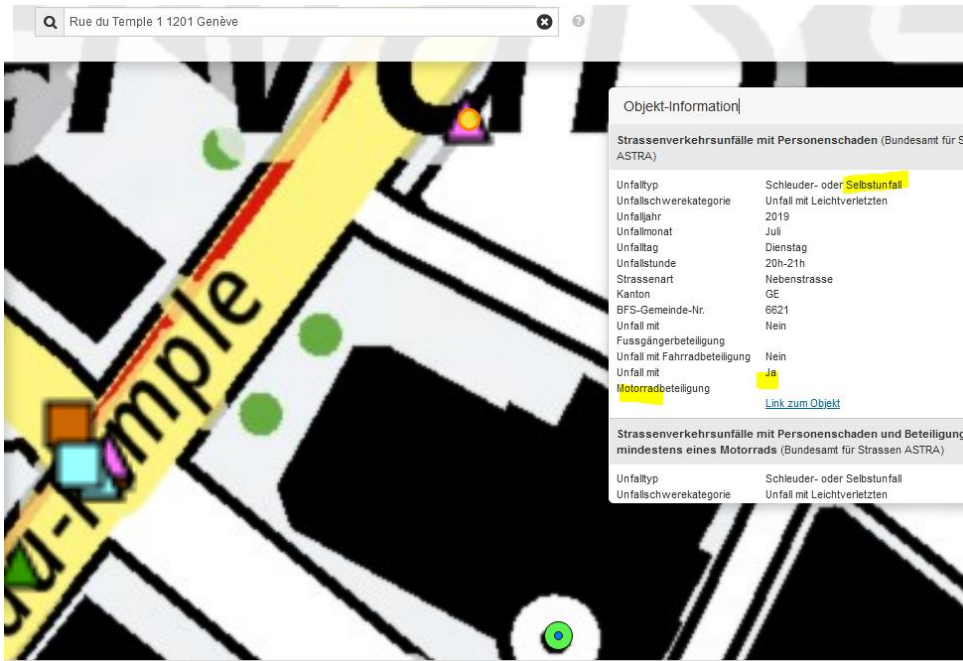 Rue du Temple 1 1201 Genève
Objekt-Information
Strassenverkehrsunfälle mit Personenschaden (Bundesamt für S
ASTRA)
Unfalltyp Schleuder- oder Selbstunfall
Unfallschwerekategorie Unfall mit Leichtverletzten
Unfalljahr 2019
Unfallmonat Juli
Unfalltag Dienstag
Unfallstunde 20h-21h
Strassenart Nebenstrasse
Kanton GE
BFS-Gemeinde-Nr. 6621
Unfall mit Nein
Fussgängerbeteiligung
Unfall mit Fahrradbeteiligung Nein
Unfall mit Ja
Motorradbeteiligung
Link zum Objekt
Strassenverkehrsunfälle mit Personenschaden und Beteiligung
mindestens eines Motorrads (Bundesamt für Strassen ASTRA)
Unfalltyp Schleuder- oder Selbstunfall
Unfallschwerekategorie Unfall mit Leichtverletzten